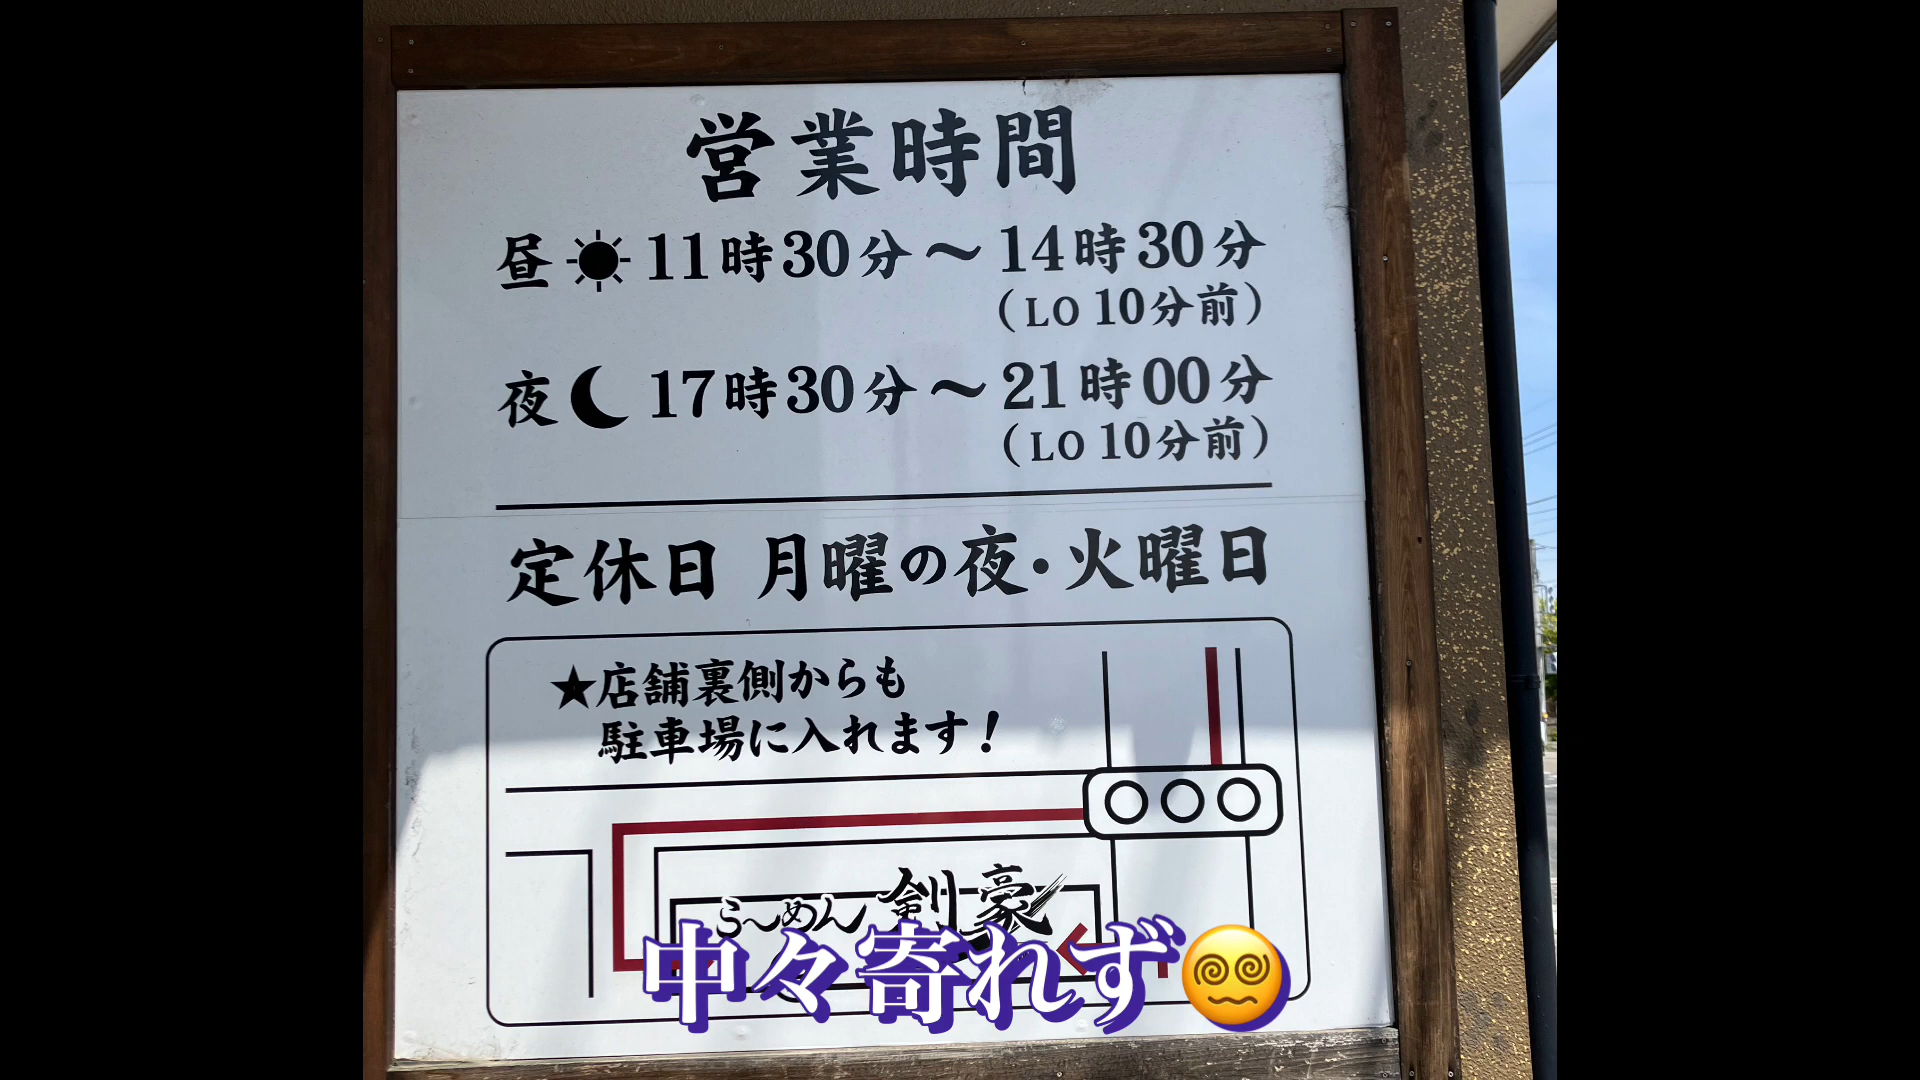 営業時間
昼☀11時30分～14時30分
(LO 10分前)
夜☾17時30分～21時00分
(LO 10分前)
定休日 月曜の夜・火曜日
★店舗裏側からも
駐車場に入れます!
らーめん 剣豪
中々寄れず😵‍💫